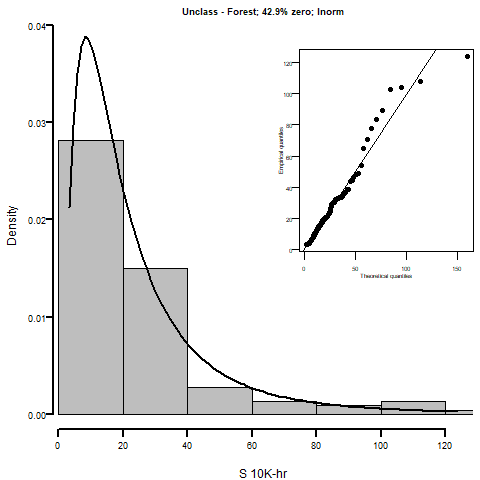 Unclass - Forest; 42.9% zero; lnorm
0.04
0.03
0.02
0.01
0.00
Density
0 20 40 60 80 100 120
S 10K-hr
120
100
80
60
40
20
0
Empirical quantiles
0 50 100 150
Theoretical quantiles